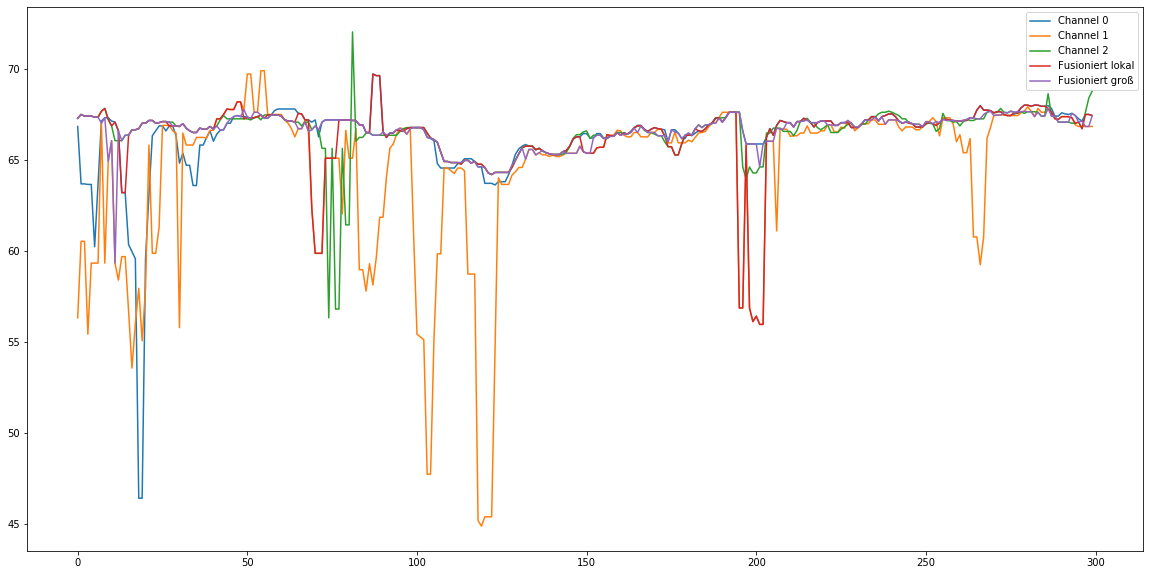 Channel 0
Channel 1
Channel 2
Fusioniert lokal
Fusioniert groß
70
65
60
55
50
45
0 50 100 150 200 250 300